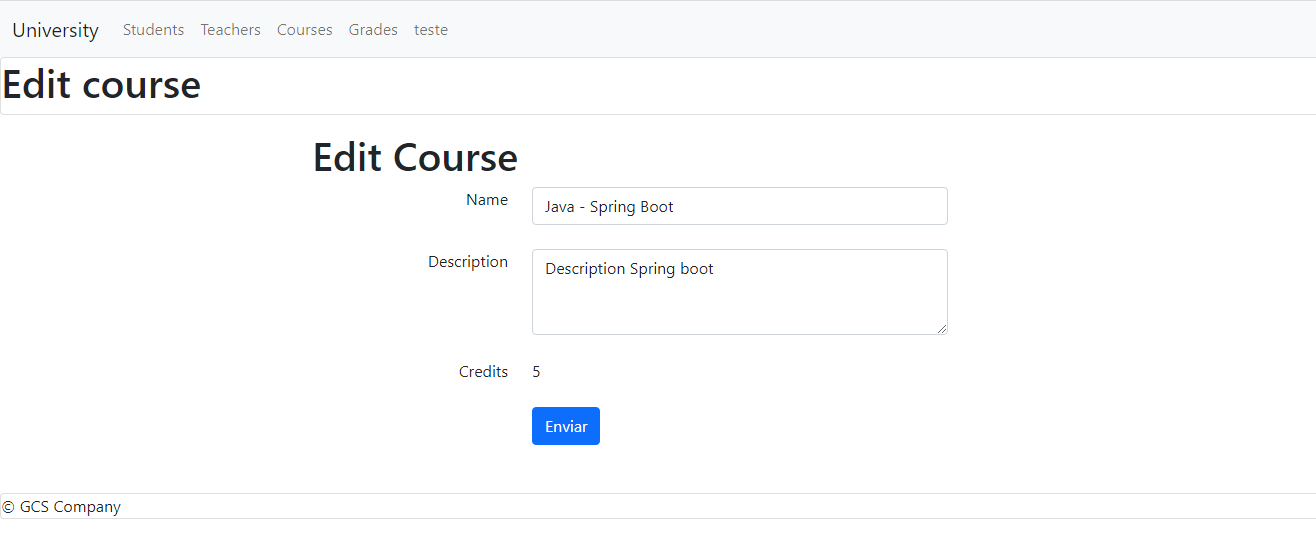 University Students Teachers Courses Grades teste
Edit course
Edit Course
Name Java - Spring Boot
Description Description Spring boot
Credits 5
Enviar
© GCS Company